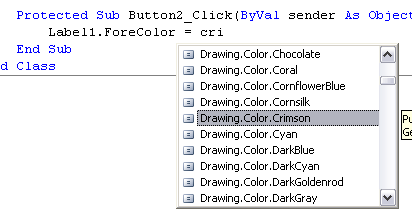 Protected Sub Button2_Click(ByVal sender As Object
Label1.ForeColor = cri
End Sub
d Class
Drawing.Color.Chocolate
Drawing.Color.Coral
Drawing.Color.CornflowerBlue
Drawing.Color.Cornsilk
Drawing.Color.Crimson
Drawing.Color.Cyan
Drawing.Color.DarkBlue
Drawing.Color.DarkCyan
Drawing.Color.DarkGoldenrod
Drawing.Color.DarkGray
Pu
Ge